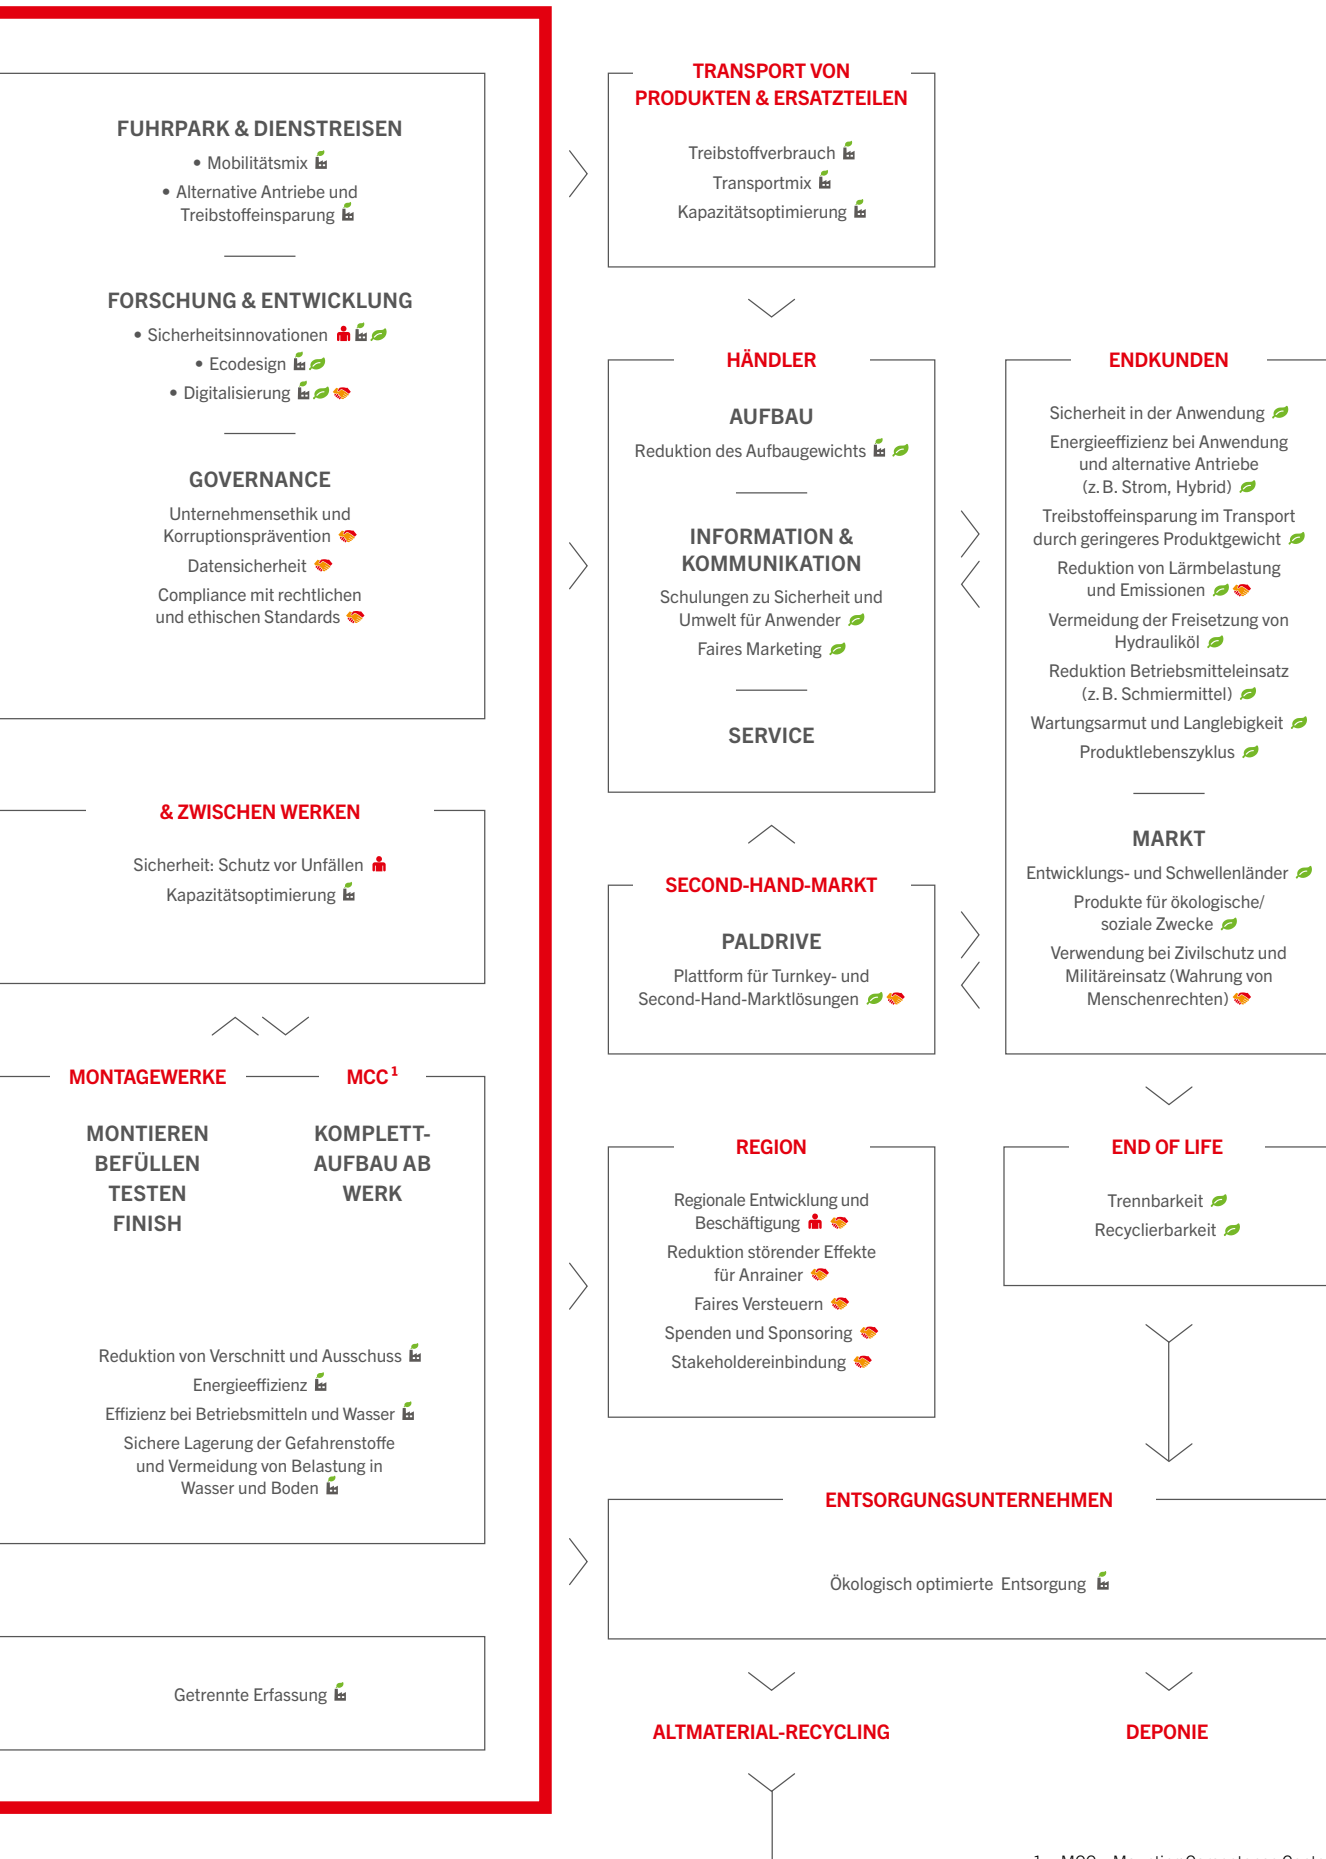 FUHRPARK & DIENSTREISEN
• Mobilitätsmix
• Alternative Antriebe und
Treibstoffeinsparung
FORSCHUNG & ENTWICKLUNG
• Sicherheitsinnovationen
• Ecodesign
• Digitalisierung
GOVERNANCE
Unternehmensethik und
Korruptionsprävention
Datensicherheit
Compliance mit rechtlichen
und ethischen Standards
& ZWISCHEN WERKEN
Sicherheit: Schutz vor Unfällen
Kapazitätsoptimierung
MONTAGEWERKE
MONTIEREN
BEFÜLLEN
TESTEN
FINISH
MCC 1
KOMPLETT-
AUFBAU AB
WERK
Reduktion von Verschnitt und Ausschuss
Energieeffizienz
Effizienz bei Betriebsmitteln und Wasser
Sichere Lagerung der Gefahrenstoffe
und Vermeidung von Belastung in
Wasser und Boden
Getrennte Erfassung
TRANSPORT VON
PRODUKTEN & ERSATZTEILEN
Treibstoffverbrauch
Transportmix
Kapazitätsoptimierung
HÄNDLER
AUFBAU
Reduktion des Aufbaugewichts
INFORMATION &
KOMMUNIKATION
Schulungen zu Sicherheit und
Umwelt für Anwender
Faires Marketing
SERVICE
SECOND-HAND-MARKT
PALDRIVE
Plattform für Turnkey- und
Second-Hand-Marktlösungen
REGION
Regionale Entwicklung und
Beschäftigung
Reduktion störender Effekte
für Anrainer
Faires Versteuern
Spenden und Sponsoring
Stakeholdereinbindung
ENDKUNDEN
Sicherheit in der Anwendung
Energieeffizienz bei Anwendung
und alternative Antriebe
(z. B. Strom, Hybrid)
Treibstoffeinsparung im Transport
durch geringeres Produktgewicht
Reduktion von Lärmbelastung
und Emissionen
Vermeidung der Freisetzung von
Hydrauliköl
Reduktion Betriebsmitteleinsatz
(z. B. Schmiermittel)
Wartungsarmut und Langlebigkeit
Produktlebenszyklus
MARKT
Entwicklungs- und Schwellenländer
Produkte für ökologische/
soziale Zwecke
Verwendung bei Zivilschutz und
Militäreinsatz (Wahrung von
Menschenrechten)
END OF LIFE
Trennbarkeit
Recyclierbarkeit
ENTSORGUNGSUNTERNEHMEN
Ökologisch optimierte Entsorgung
ALTMATERIAL-RECYCLING
DEPONIE